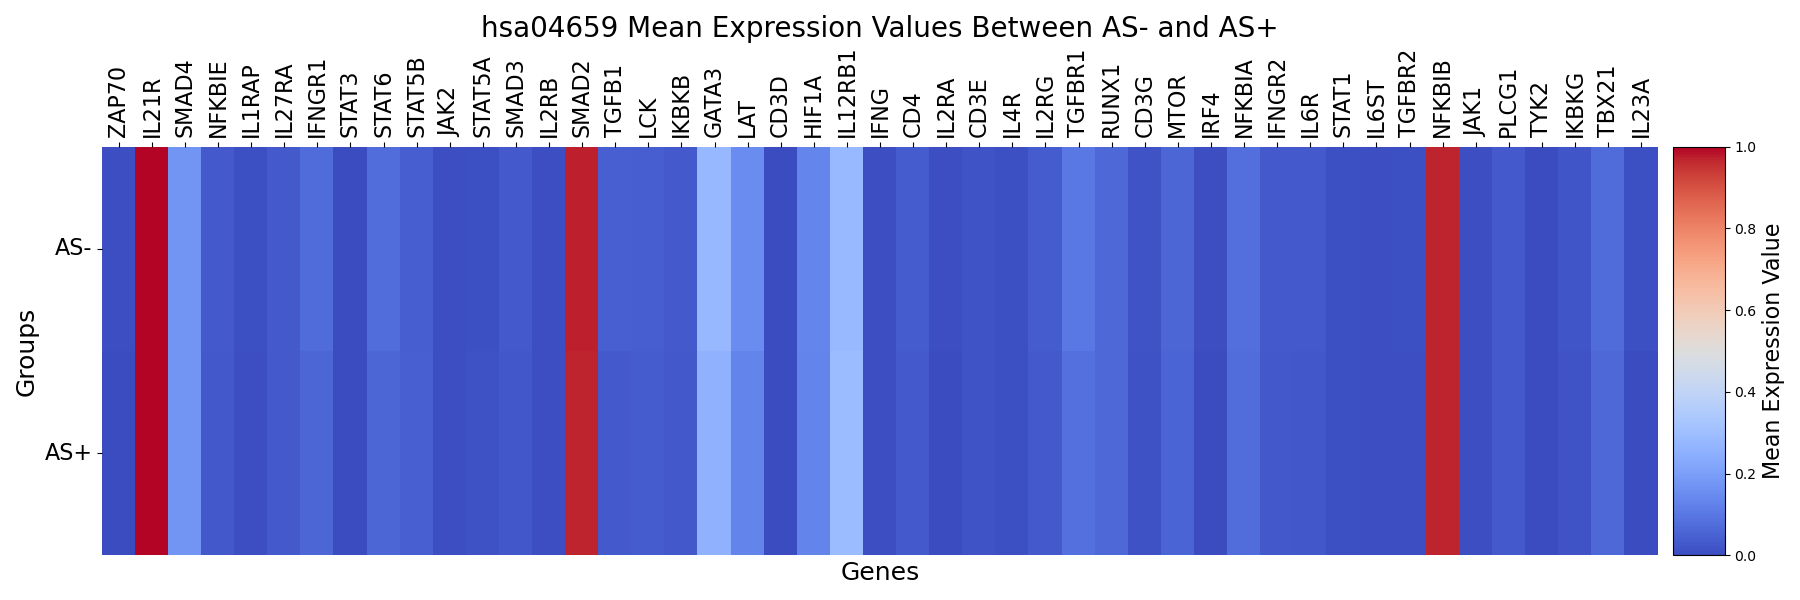 hsa04659 Mean Expression Values Between AS- and AS+
ZAP70 IL21R SMAD4 NFKBIE IL1RAP IL27RA IFNGR1 STAT3 STAT6 STAT5B JAK2 STAT5A SMAD3 IL2RB SMAD2 TGFB1 LCK IKBKB GATA3 LAT CD3D HIF1A IL12RB1 IFNG CD4 IL2RA CD3E IL4R IL2RG TGFBR1 RUNX1 CD3G MTOR IRF4 NFKBIA IFNGR2 IL6R STAT1 IL6ST TGFBR2 NFKBIB JAK1 PLCG1 TYK2 IKBKG TBX21 IL23A
Groups
AS-
AS+
Genes
1.0
0.8
0.6
0.4
0.2
0.0
Mean Expression Value